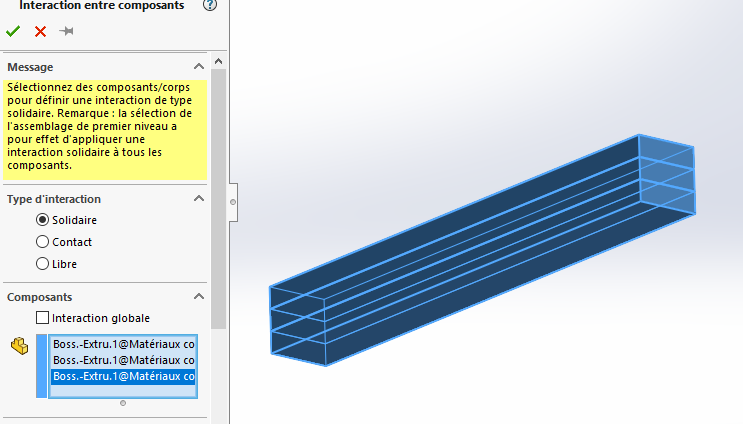 Interaction entre composants
?
Message
Sélectionnez des composants/corps
pour définir une interaction de type
solidaire. Remarque : la sélection de
l'assemblage de premier niveau a
pour effet d'appliquer une
interaction solidaire à tous les
composants.
Type d'interaction
Solidaire
Contact
Libre
Composants
Interaction globale
Boss.-Extru.1@Matériaux co
Boss.-Extru.1@Matériaux co
Boss.-Extru.1@Matériaux co